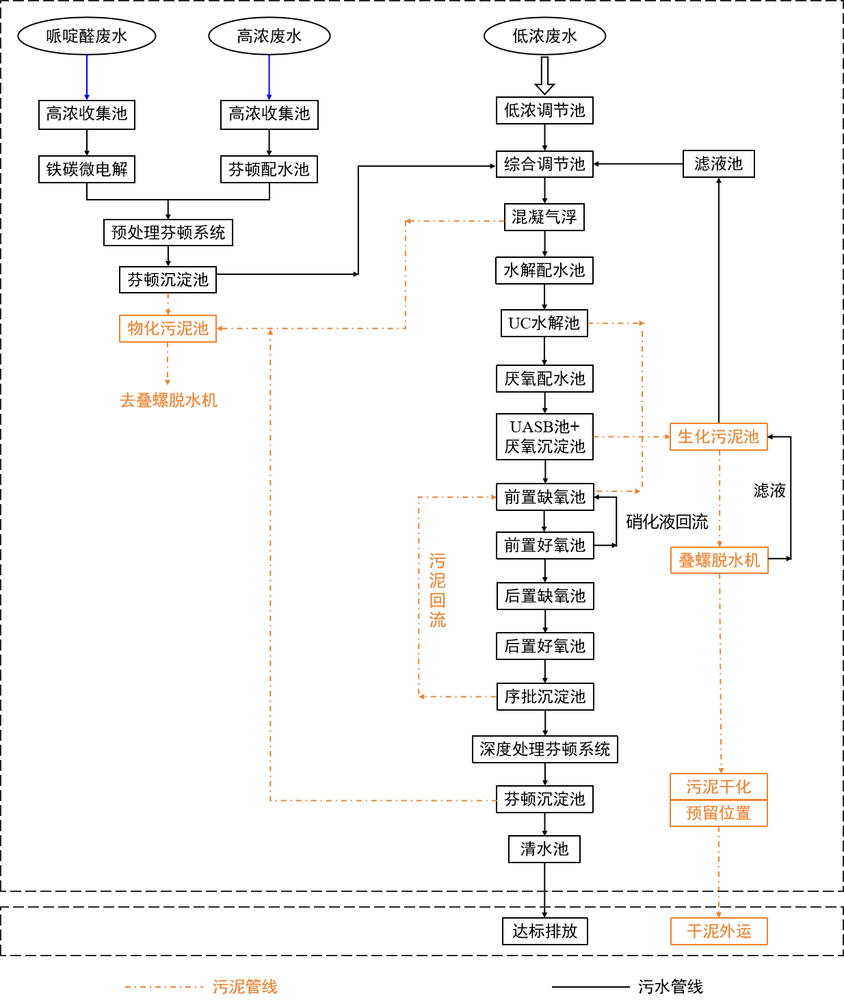 哌啶醛废水
高浓废水
低浓废水
高浓收集池
高浓收集池
低浓调节池
铁碳微电解
芬顿配水池
综合调节池
滤液池
预处理芬顿系统
混凝气浮
芬顿沉淀池
水解配水池
物化污泥池
UC水解池
去叠螺脱水机
厌氧配水池
UASB池+
厌氧沉淀池
生化污泥池
前置缺氧池
滤液
硝化液回流
前置好氧池
叠螺脱水机
污
泥
回
流
后置缺氧池
后置好氧池
序批沉淀池
深度处理芬顿系统
污泥干化
预留位置
芬顿沉淀池
清水池
达标排放
干泥外运
污泥管线
污水管线